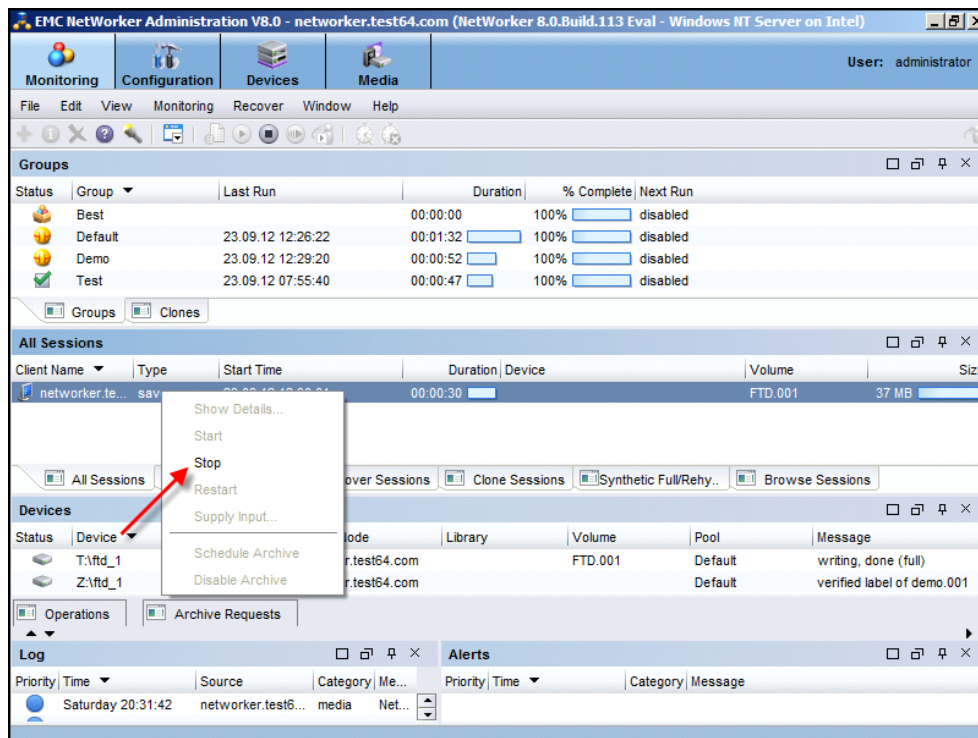 EMC NetWorker Administration V8.0 - networker.test64.com (NetWorker 8.0.Build.113 Eval - Windows NT Server on Intel)
Monitoring Configuration Devices Media
User: administrator
File Edit View Monitoring Recover Window Help
Groups
Status Group Last Run Duration % Complete Next Run
Best 00:00:00 100% disabled
Default 23.09.12 12:26:22 00:01:32 100% disabled
Demo 23.09.12 12:29:20 00:00:52 100% disabled
Test 23.09.12 07:55:40 00:00:47 100% disabled
Groups Clones
All Sessions
Client Name Type Start Time Duration Device Volume Siz
networker.te... sav 00:00:30 FTD.001 37 MB
Show Details...
Start
Stop
Restart
Supply Input...
Schedule Archive
Disable Archive
All Sessions over Sessions Clone Sessions Synthetic Full/Rehy.. Browse Sessions
Devices
Status Device lode Library Volume Pool Message
T:\ftd_1 r.test64.com FTD.001 Default writing, done (full)
Z:\ftd_1 r.test64.com Default verified label of demo.001
Operations Archive Requests
Log
Priority Time Source Category Me...
Saturday 20:31:42 networker.test6... media Net...
Alerts
Priority Time Category Message